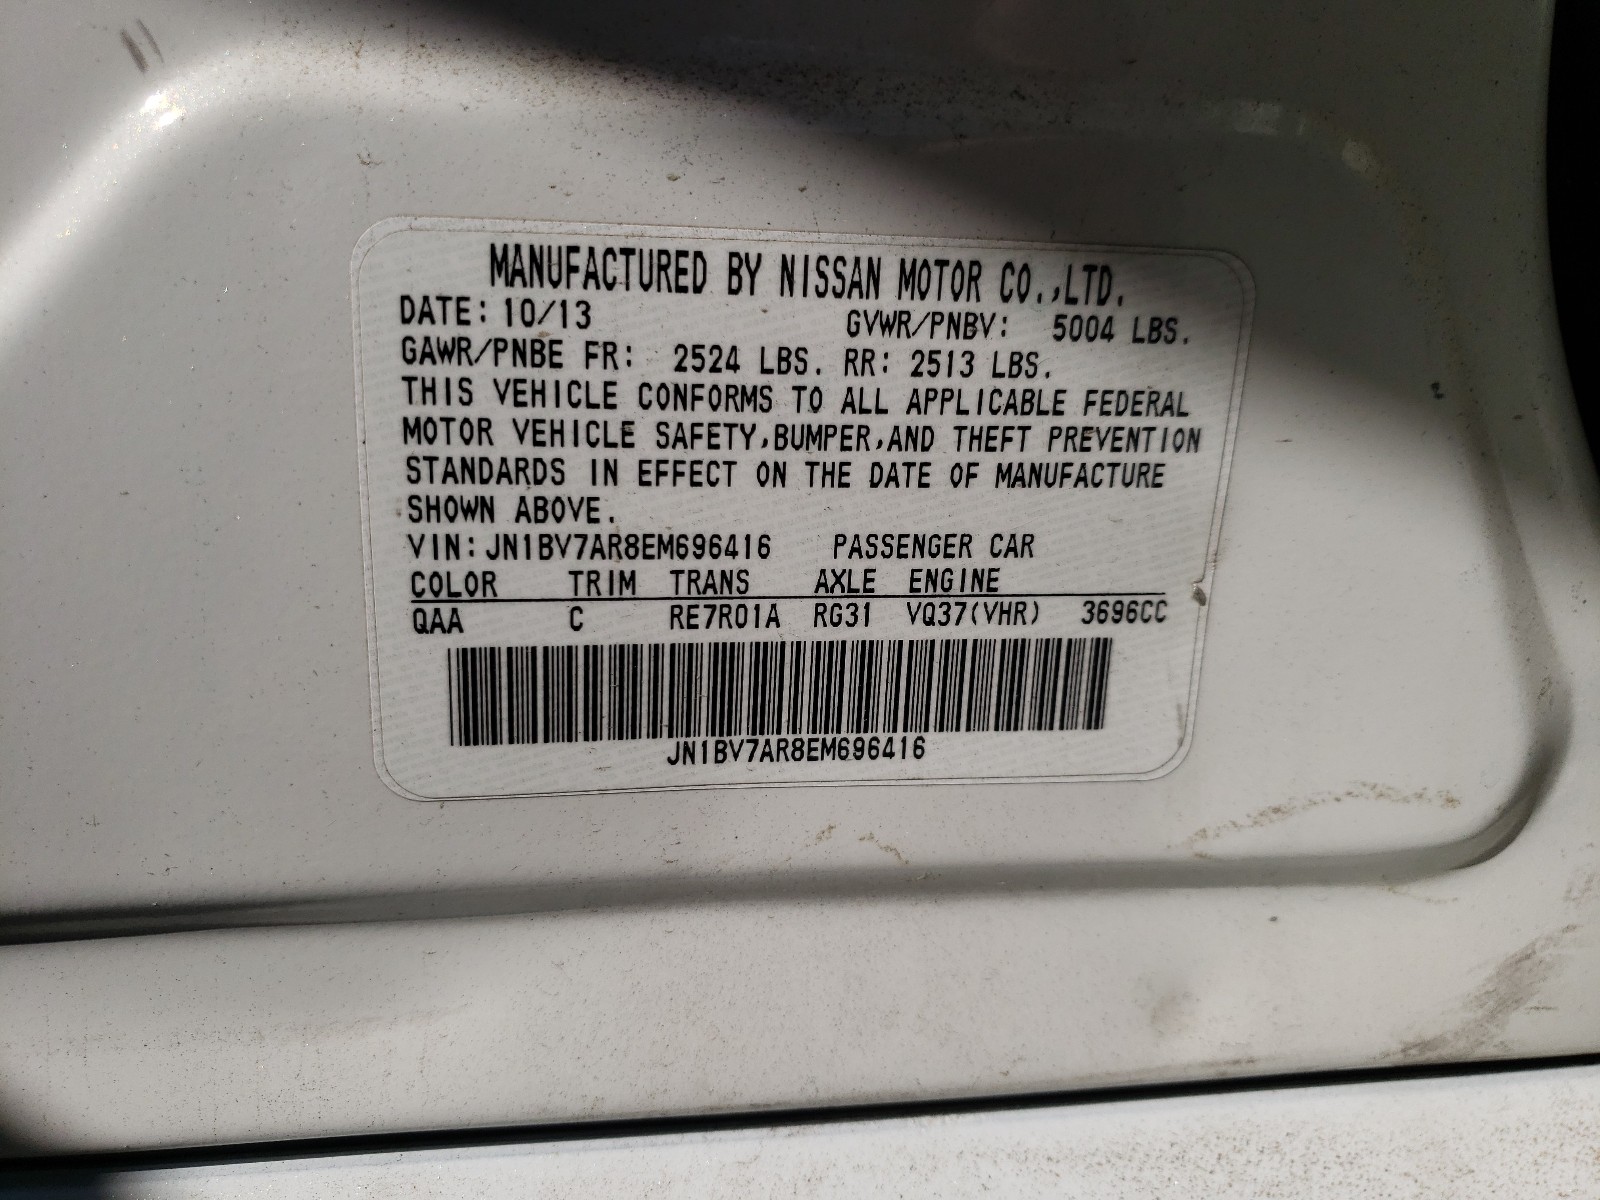 MANUFACTURED BY NISSAN MOTOR CO.,LTD.
DATE: 10/13 GVWR/PNBV: 5004 LBS.
GAWR/PNBE FR: 2524 LBS. RR: 2513 LBS.
THIS VEHICLE CONFORMS TO ALL APPLICABLE FEDERAL
MOTOR VEHICLE SAFETY,BUMPER,AND THEFT PREVENTION
STANDARDS IN EFFECT ON THE DATE OF MANUFACTURE
SHOWN ABOVE.
VIN: JN1BV7AR8EM696416 PASSENGER CAR
COLOR TRIM TRANS AXLE ENGINE
QAA C RE7R01A RG31 VQ37(VHR) 3696CC
JN1BV7AR8EM696416